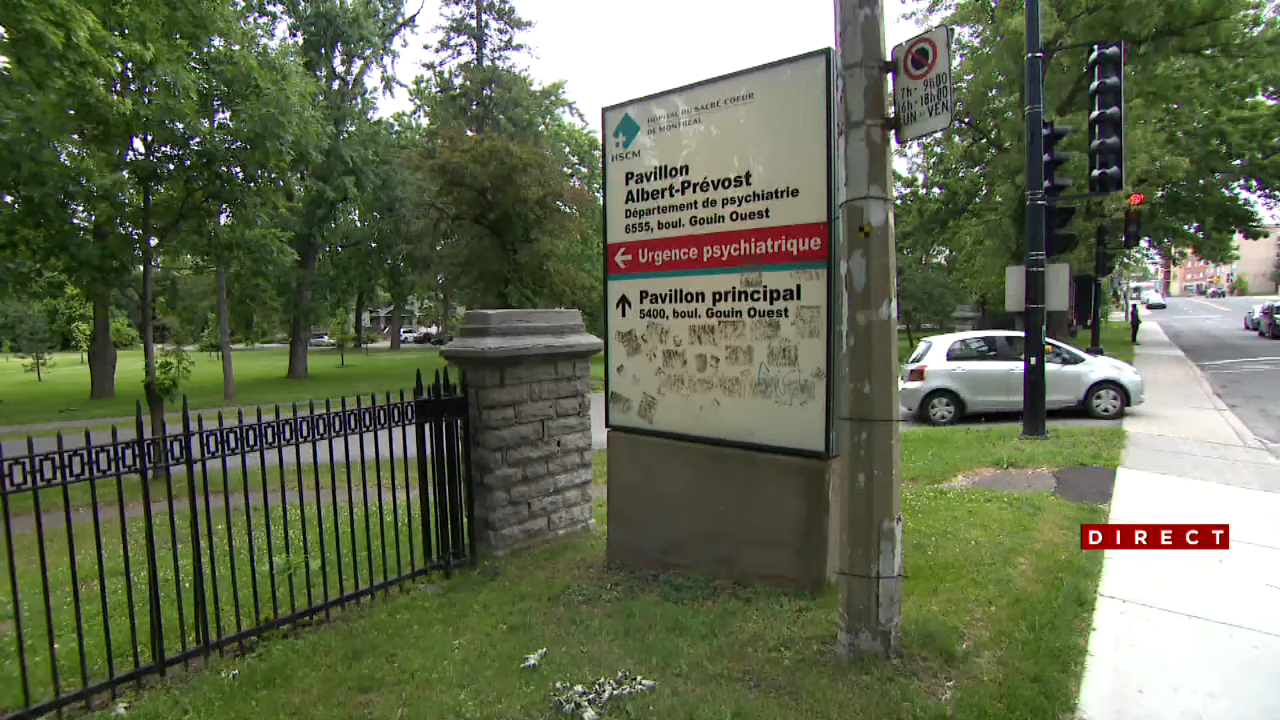 HÔPITAL DU SACRÉ-COEUR
DE MONTRÉAL
HSCM
Pavillon
Albert-Prévost
Département de psychiatrie
6555, boul. Gouin Ouest
← Urgence psychiatrique
↑ Pavillon principal
5400, boul. Gouin Ouest
7h - 9h00
16h - 18h00
LUN - VEN
DIRECT